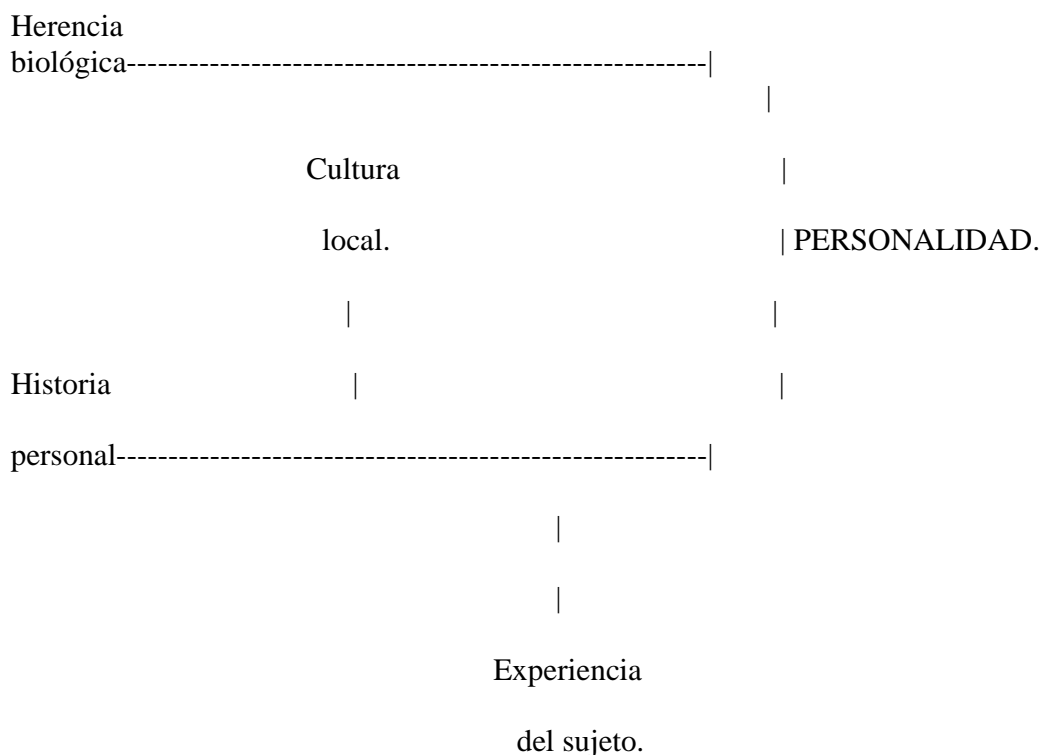 Herencia
biológica--------------------------------------------------------|
|
Cultura |
local. | PERSONALIDAD.
| |
Historia | |
personal---------------------------------------------------------|
|
|
Experiencia
del sujeto.